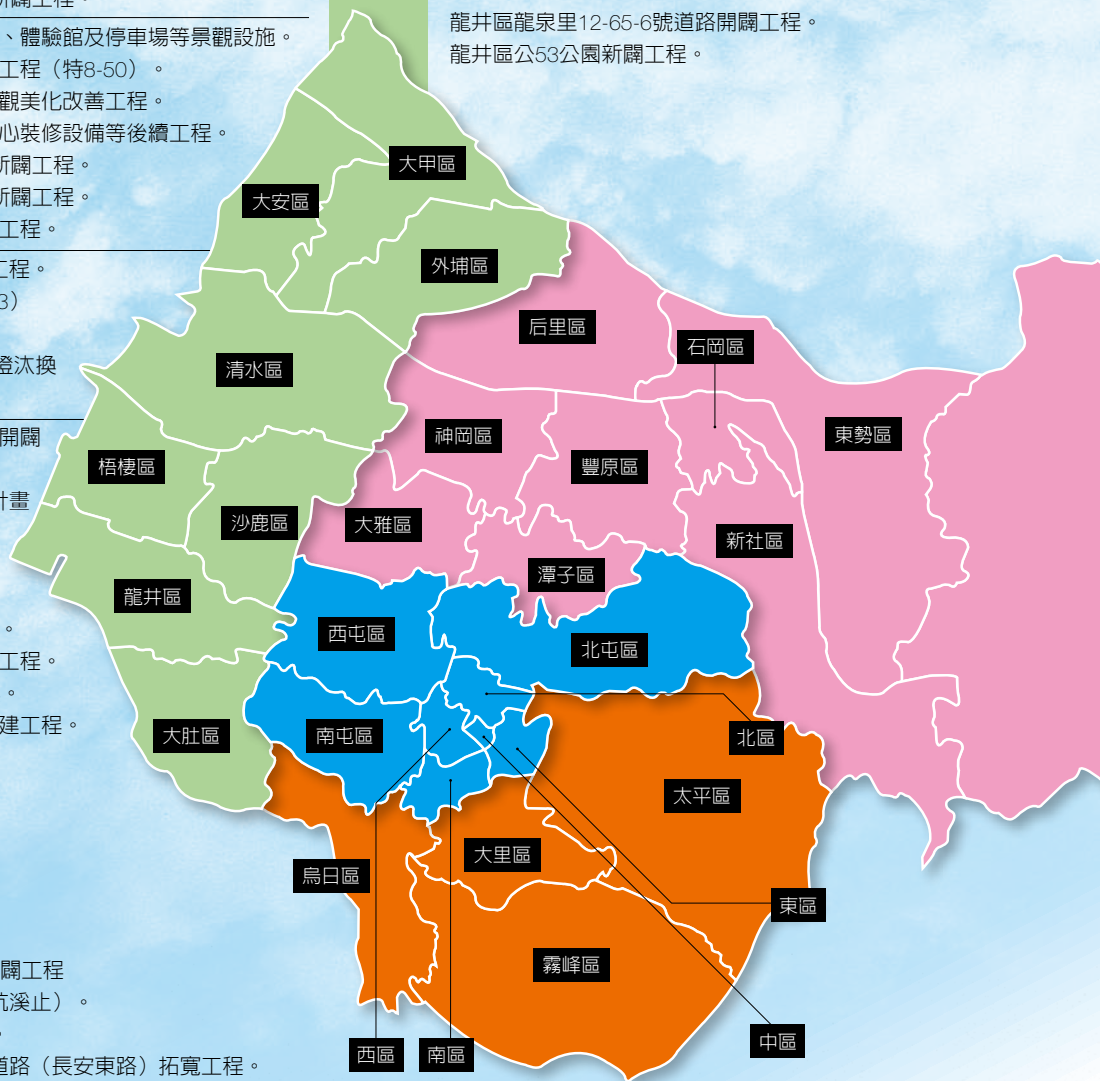 新闢工程。
、體驗館及停車場等景觀設施。
工程（特8-50）。
觀美化改善工程。
心裝修設備等後續工程。
新闢工程。
新闢工程。
工程。
工程。
3）
燈汰換
開闢
計畫
。
工程。
。
建工程。
闢工程
坑溪止）。
。
道路（長安東路）拓寬工程。
龍井區龍泉里12-65-6號道路開闢工程。
龍井區公53公園新闢工程。
大甲區
大安區
外埔區
后里區
石岡區
清水區
神岡區
豐原區
東勢區
梧棲區
沙鹿區
大雅區
新社區
潭子區
龍井區
西屯區
北屯區
大肚區
南屯區
北區
太平區
大里區
烏日區
東區
霧峰區
中區
西區
南區